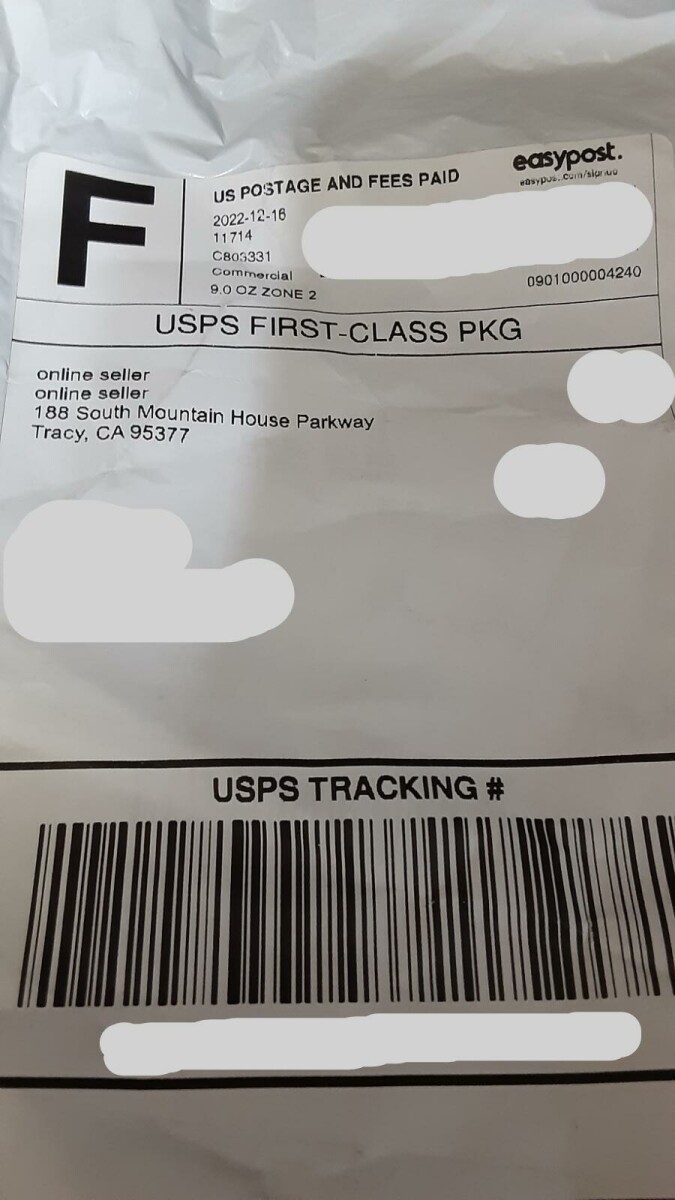 easypost.
US POSTAGE AND FEES PAID
2022-12-16
11714
Commercial
9.0 OZ ZONE 2
0901000004240
F
USPS FIRST-CLASS PKG
online seller
online seller
188 South Mountain House Parkway
Tracy, CA 95377
USPS TRACKING #